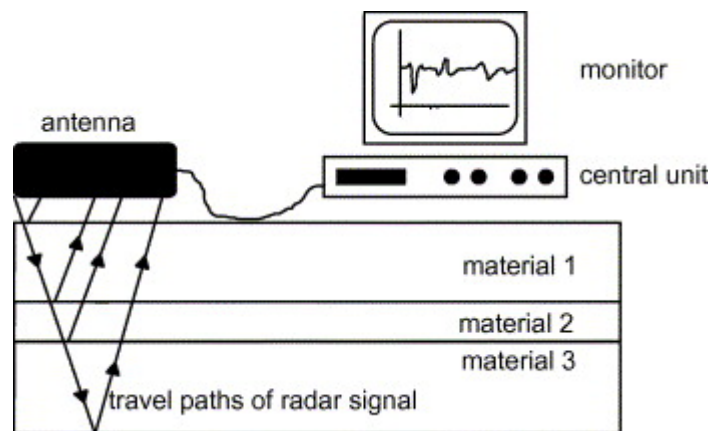 monitor
antenna
central unit
material 1
material 2
material 3
travel paths of radar signal